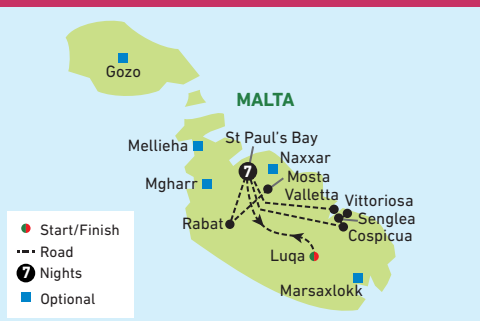 Gozo
MALTA
St Paul's Bay
Mellieha
Naxxar
7
Mosta
Mgharr
Valletta
Vittoriosa
Senglea
Rabat
Cospicua
Luqa
Marsaxlokk
Start/Finish
Road
7 Nights
Optional